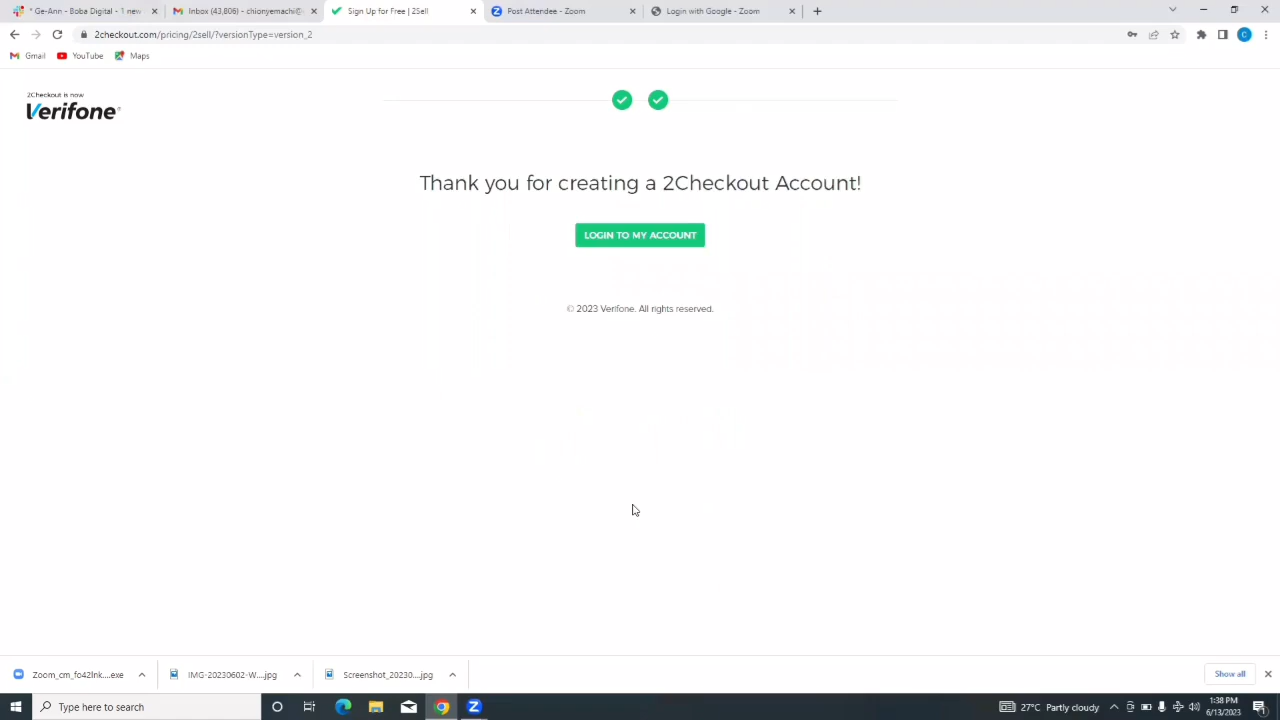 * Ge-Ann - Boba Digital - 1 new
Inbox (43,806) - chionyemachi@
Sign Up for Free | 2Sell
Post Attendee - Zoom
Login with Google - Zoom
2checkout.com/pricing/2sell/?versionType=version_2
C
Gmail
YouTube
Maps
2Checkout is now
Verifone
Thank you for creating a 2Checkout Account!
LOGIN TO MY ACCOUNT
© 2023 Verifone. All rights reserved.
Zoom_cm_fo42lnk....exe
IMG-20230602-W....jpg
Screenshot_20230....jpg
Show all
Type here to search
27°C Partly cloudy
1:38 PM
6/13/2023